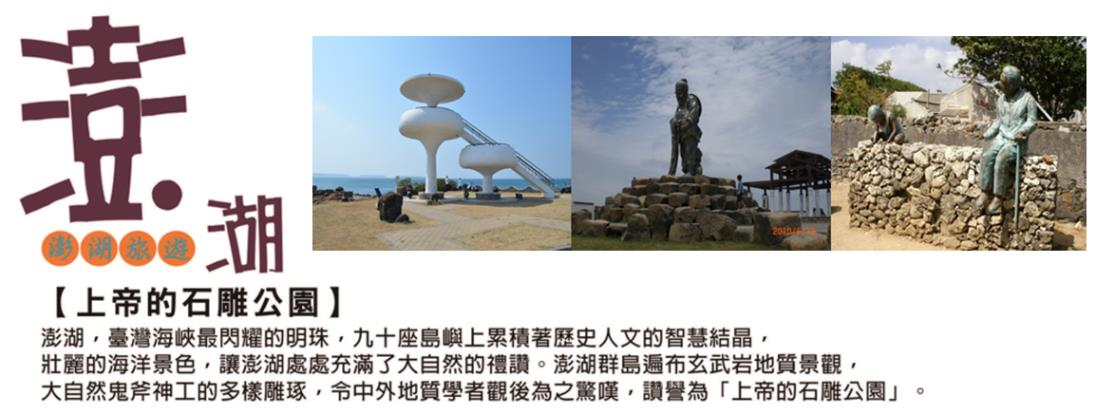 澎湖
澎湖旅遊
【上帝的石雕公園】
澎湖，臺灣海峽最閃耀的明珠，九十座島嶼上累積著歷史人文的智慧結晶，
壯麗的海洋景色，讓澎湖處處充滿了大自然的禮讚。澎湖群島遍布玄武岩地質景觀，
大自然鬼斧神工的多樣雕琢，令中外地質學者觀後為之驚嘆，讚譽為「上帝的石雕公園」。